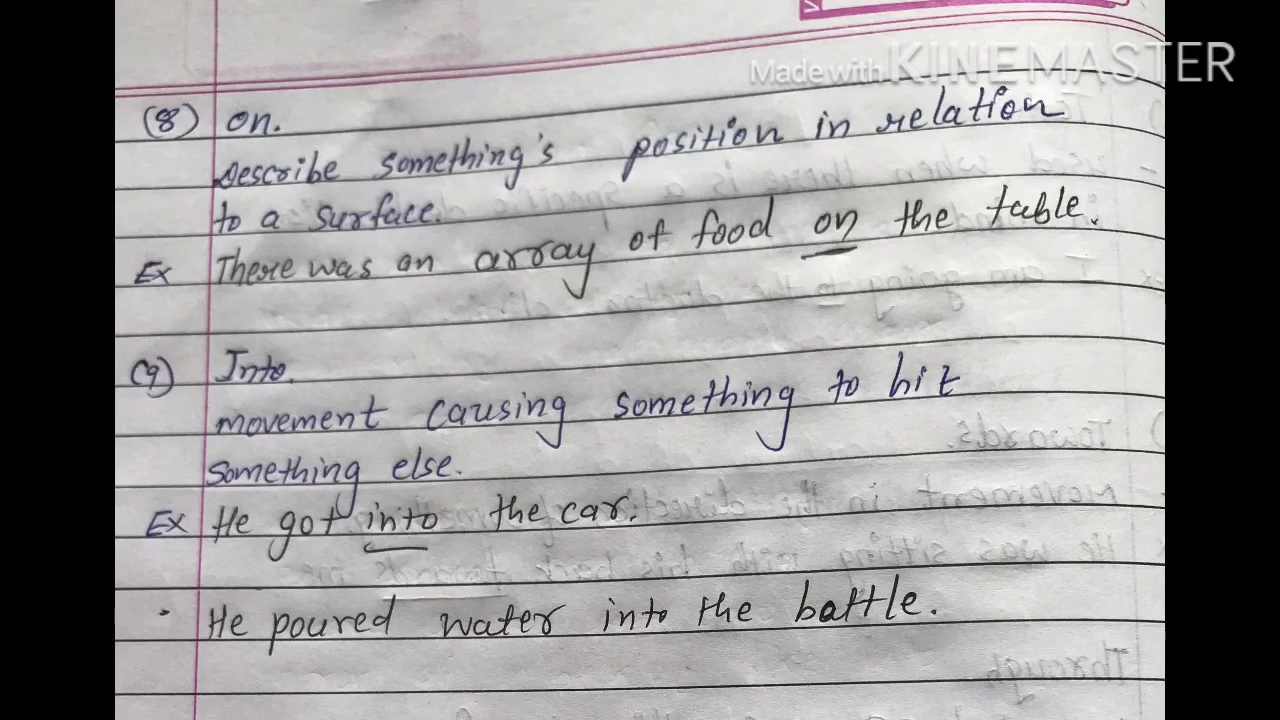 Made with KINEMASTER
(8) on.
Describe something's position in relation
to a surface.
Ex There was an array of food on the table.
(9) Into.
movement causing something to hit
something else.
Ex He got into the car.
• He poured water into the battle.